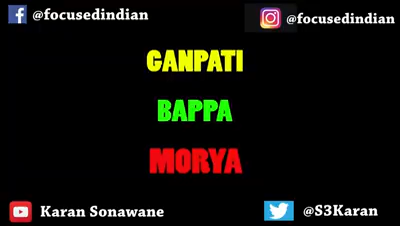 @focusedindian
@focusedindian
GANPATI
BAPPA
MORYA
Karan Sonawane
@S3Karan